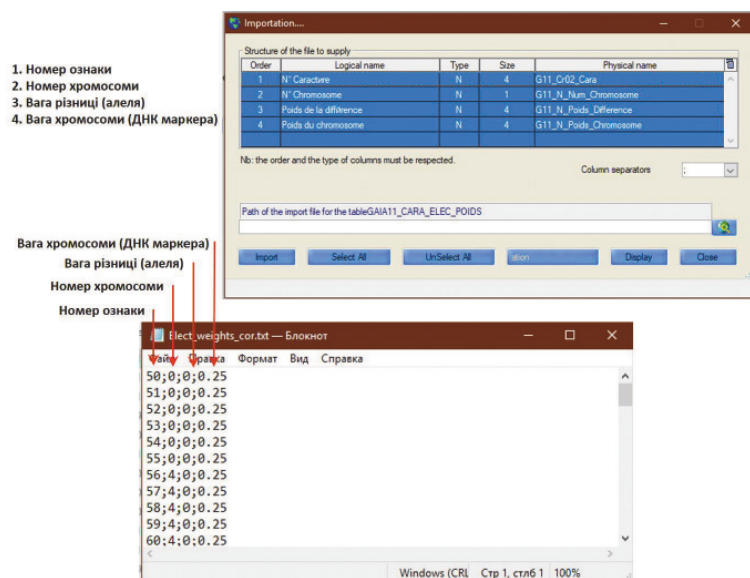 Importation....
1. Номер ознаки
2. Номер хромосоми
3. Вага різниці (алеля)
4. Вага хромосоми (ДНК маркера)
Structure of the file to supply
Order Logical name Type Size Physical name
1 N° Caractиre N 4 G11_Cr02_Cara
2 N° Chromosome N 1 G11_N_Num_Chromosome
3 Poids de la diffйrence N 4 G11_N_Poids_Difference
4 Poids du chromosome N 4 G11_N_Poids_Chromosome
Nb: the order and the type of columns must be respected.
Column separators ;
Path of the import file for the tableGAIA11_CARA_ELEC_POIDS
Import Select All UnSelect All ation Display Close
Вага хромосоми (ДНК маркера)
Вага різниці (алеля)
Номер хромосоми
Номер ознаки
Elect_weights_cor.txt — Блокнот
Файл Правка Формат Вид Справка
50;0;0;0.25
51;0;0;0.25
52;0;0;0.25
53;0;0;0.25
54;0;0;0.25
55;0;0;0.25
56;4;0;0.25
57;4;0;0.25
58;4;0;0.25
59;4;0;0.25
60;4;0;0.25
Windows (CRL Стр 1, стлб 1 100%